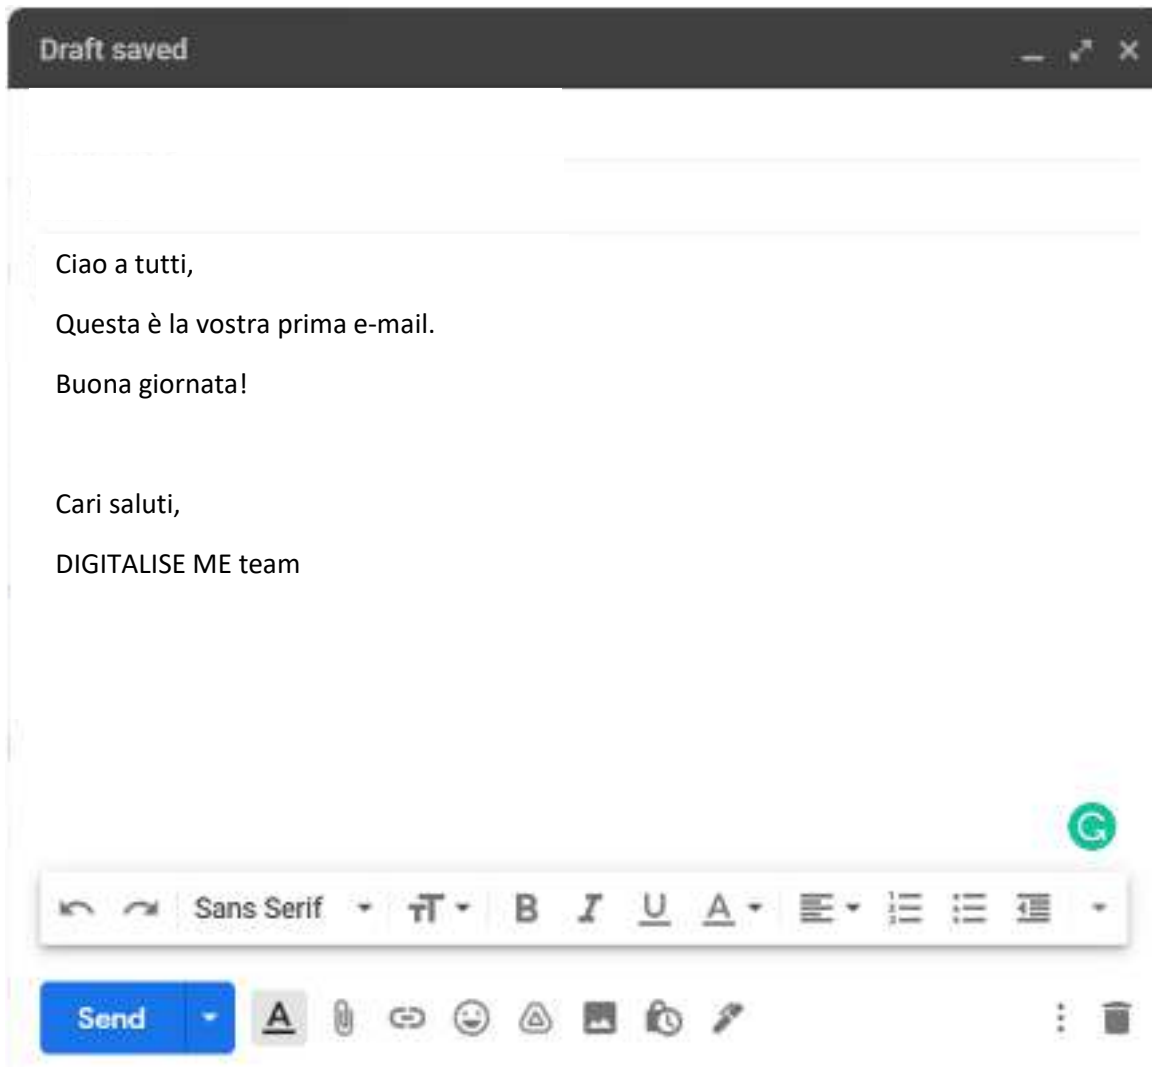 Draft saved
Ciao a tutti,
Questa è la vostra prima e-mail.
Buona giornata!
Cari saluti,
DIGITALISE ME team
Sans Serif
Send